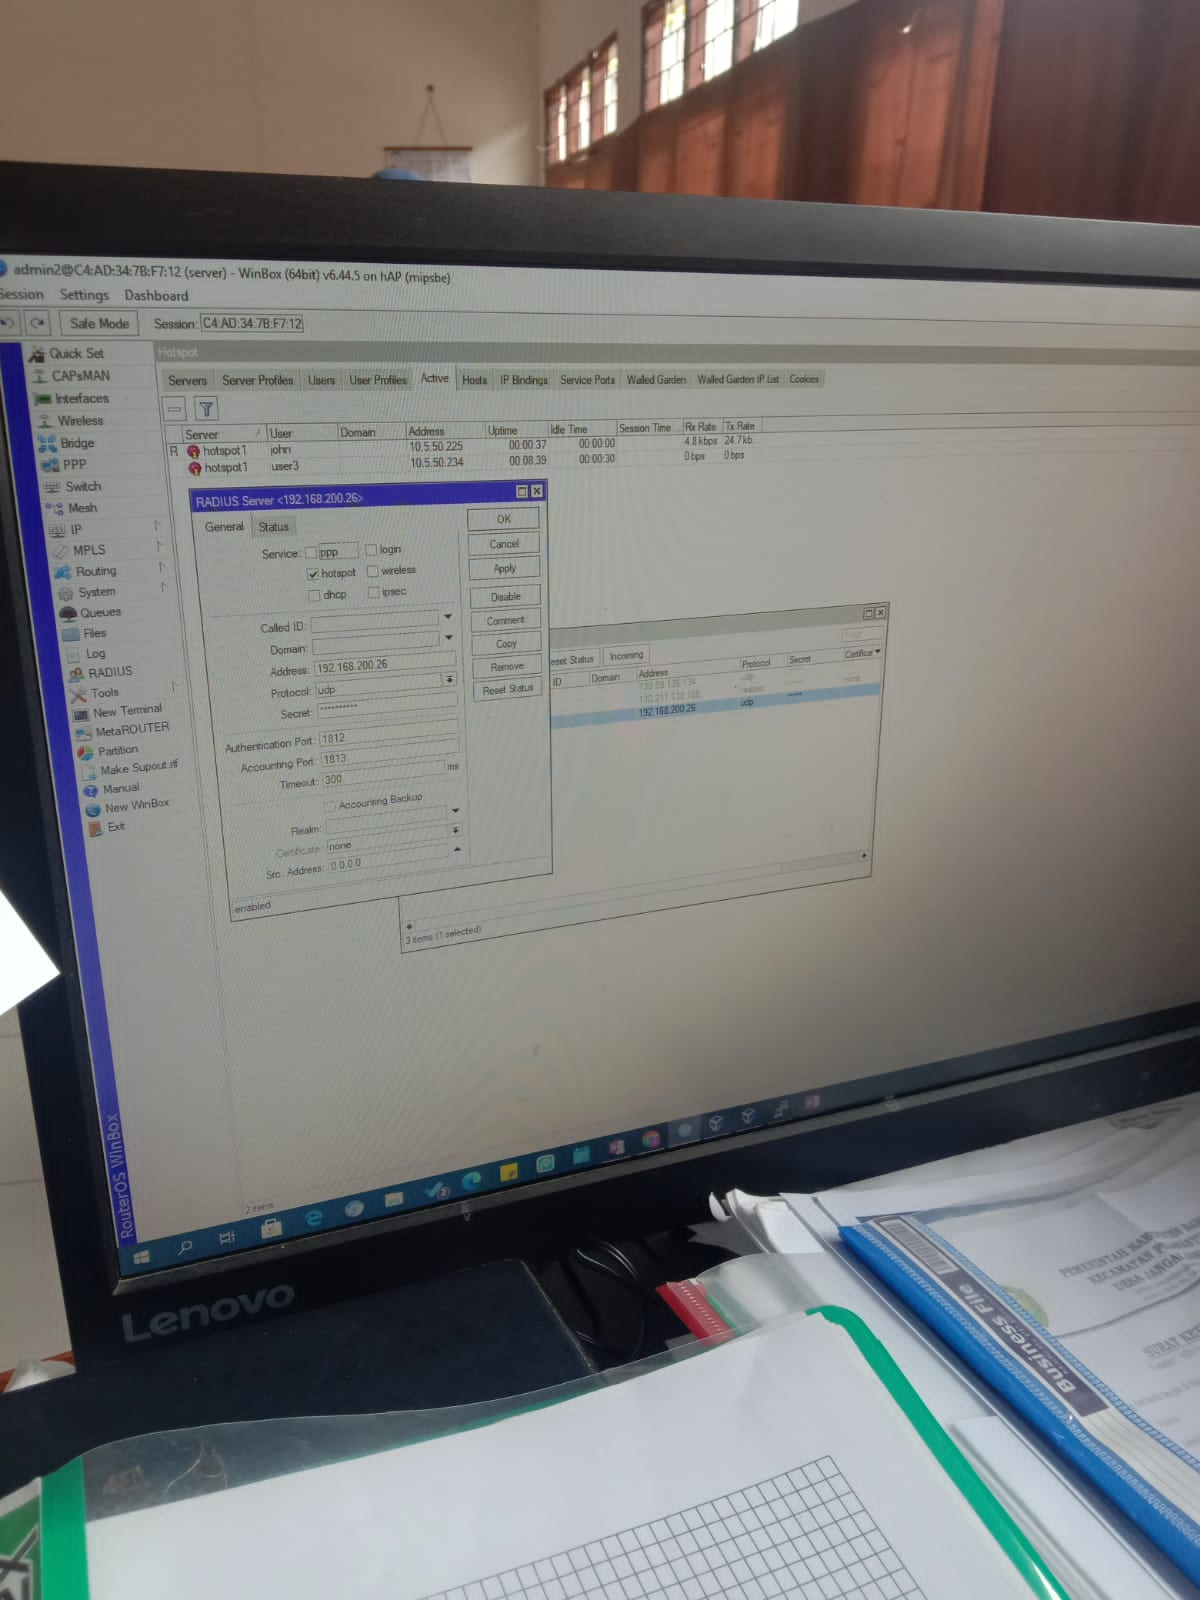 admin2@C4:AD:34:7B:F7:12 (server) - WinBox (64bit) v6.44.5 on hAP (mipsbe)
Session Settings Dashboard
Safe Mode Session: C4:AD:34:7B:F7:12
Hotspot
Servers Server Profiles Users User Profiles Active Hosts IP Bindings Service Ports Walled Garden Walled Garden IP List Cookies
Server User Domain Address Uptime Idle Time Session Time Rx Rate Tx Rate
R hotspot1 john 10.5.50.225 00:00:37 00:00:00 4.8 kbps 24.7 kb
hotspot1 user3 10.5.50.234 00:08:39 00:00:30 0 bps 0 bps
Quick Set
CAPsMAN
Interfaces
Wireless
Bridge
PPP
Switch
Mesh
IP
MPLS
Routing
System
Queues
Files
Log
RADIUS
Tools
New Terminal
MetaROUTER
Partition
Make Supout.rif
Manual
New WinBox
Exit
RADIUS Server <192.168.200.26>
General Status
Service: ppp login
hotspot wireless
dhcp ipsec
Called ID:
Domain:
Address: 192.168.200.26
Protocol: udp
Secret: **********
Authentication Port: 1812
Accounting Port: 1813
Timeout: 300 ms
Accounting Backup
Realm:
Certificate: none
Src. Address: 0.0.0.0
enabled
OK
Cancel
Apply
Disable
Comment
Copy
Remove
Reset Status
eset Status Incoming
Find
ID Domain Address Protocol Secret Certificat
192.168.200.26 udp
3 items (1 selected)
2 items
RouterOS WinBox
Lenovo
Business File